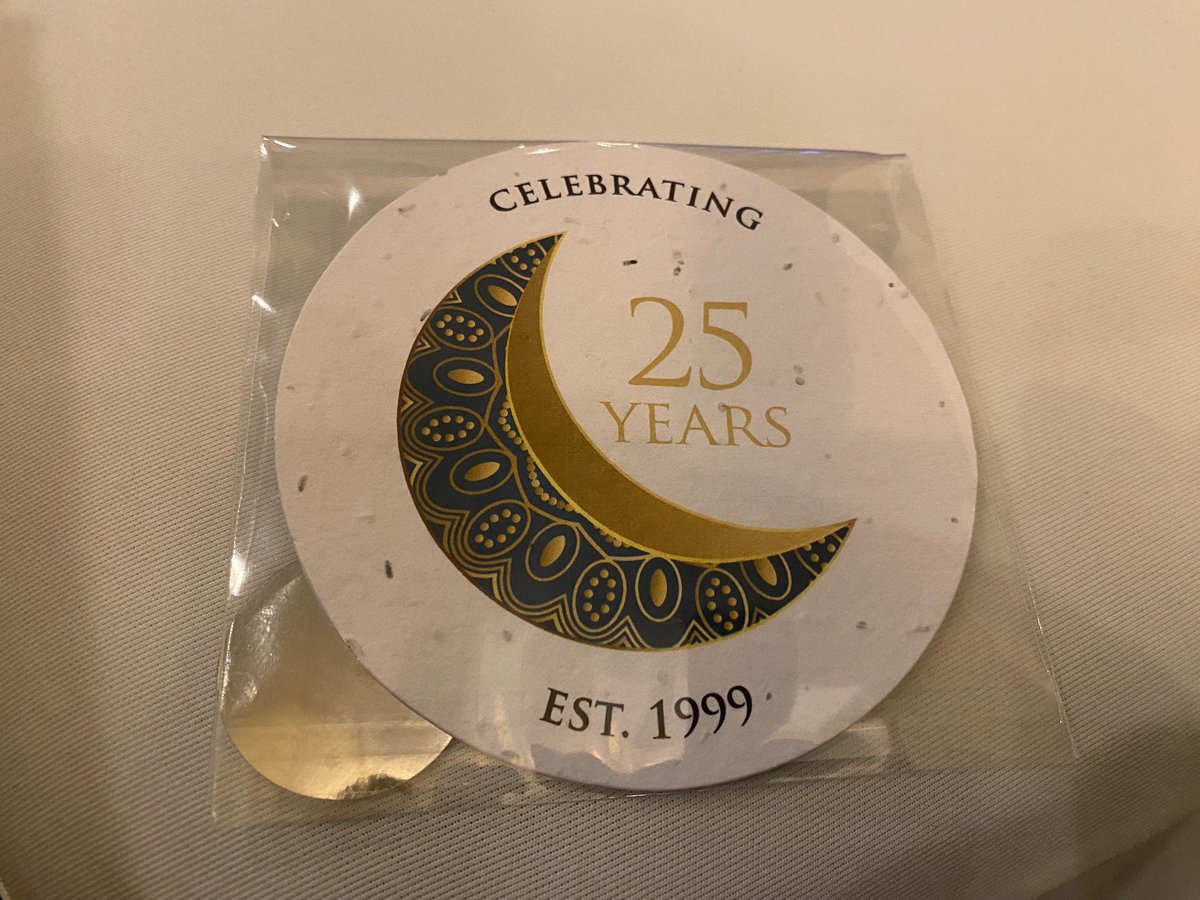 CELEBRATING
25
YEARS
EST. 1999